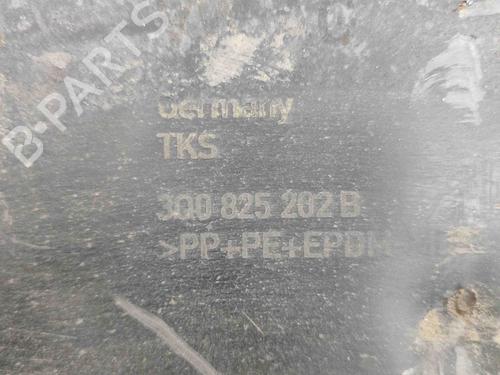 B-PARTS
Germany
TKS
3Q0 825 202 B
>PP+PE+EPDM